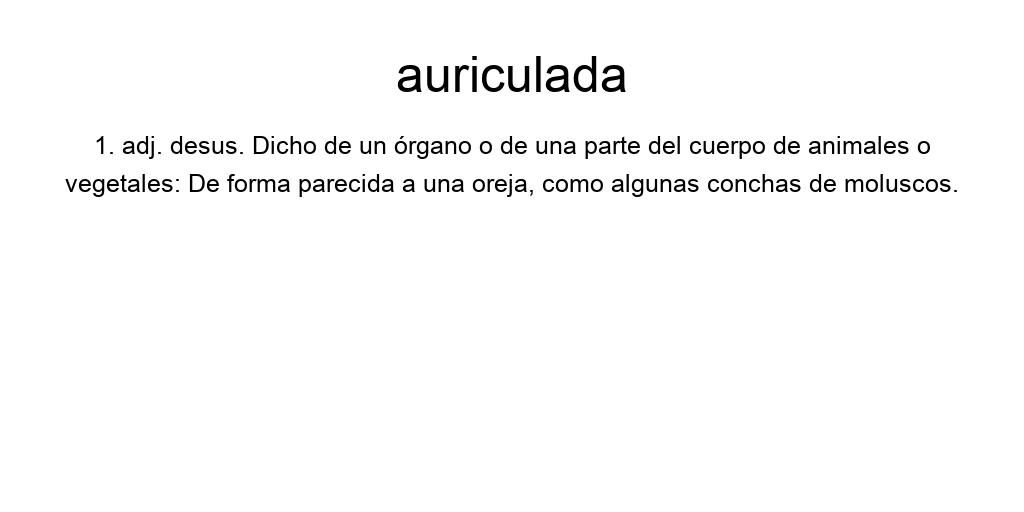 auriculada
1. adj. desus. Dicho de un órgano o de una parte del cuerpo de animales o
vegetales: De forma parecida a una oreja, como algunas conchas de moluscos.